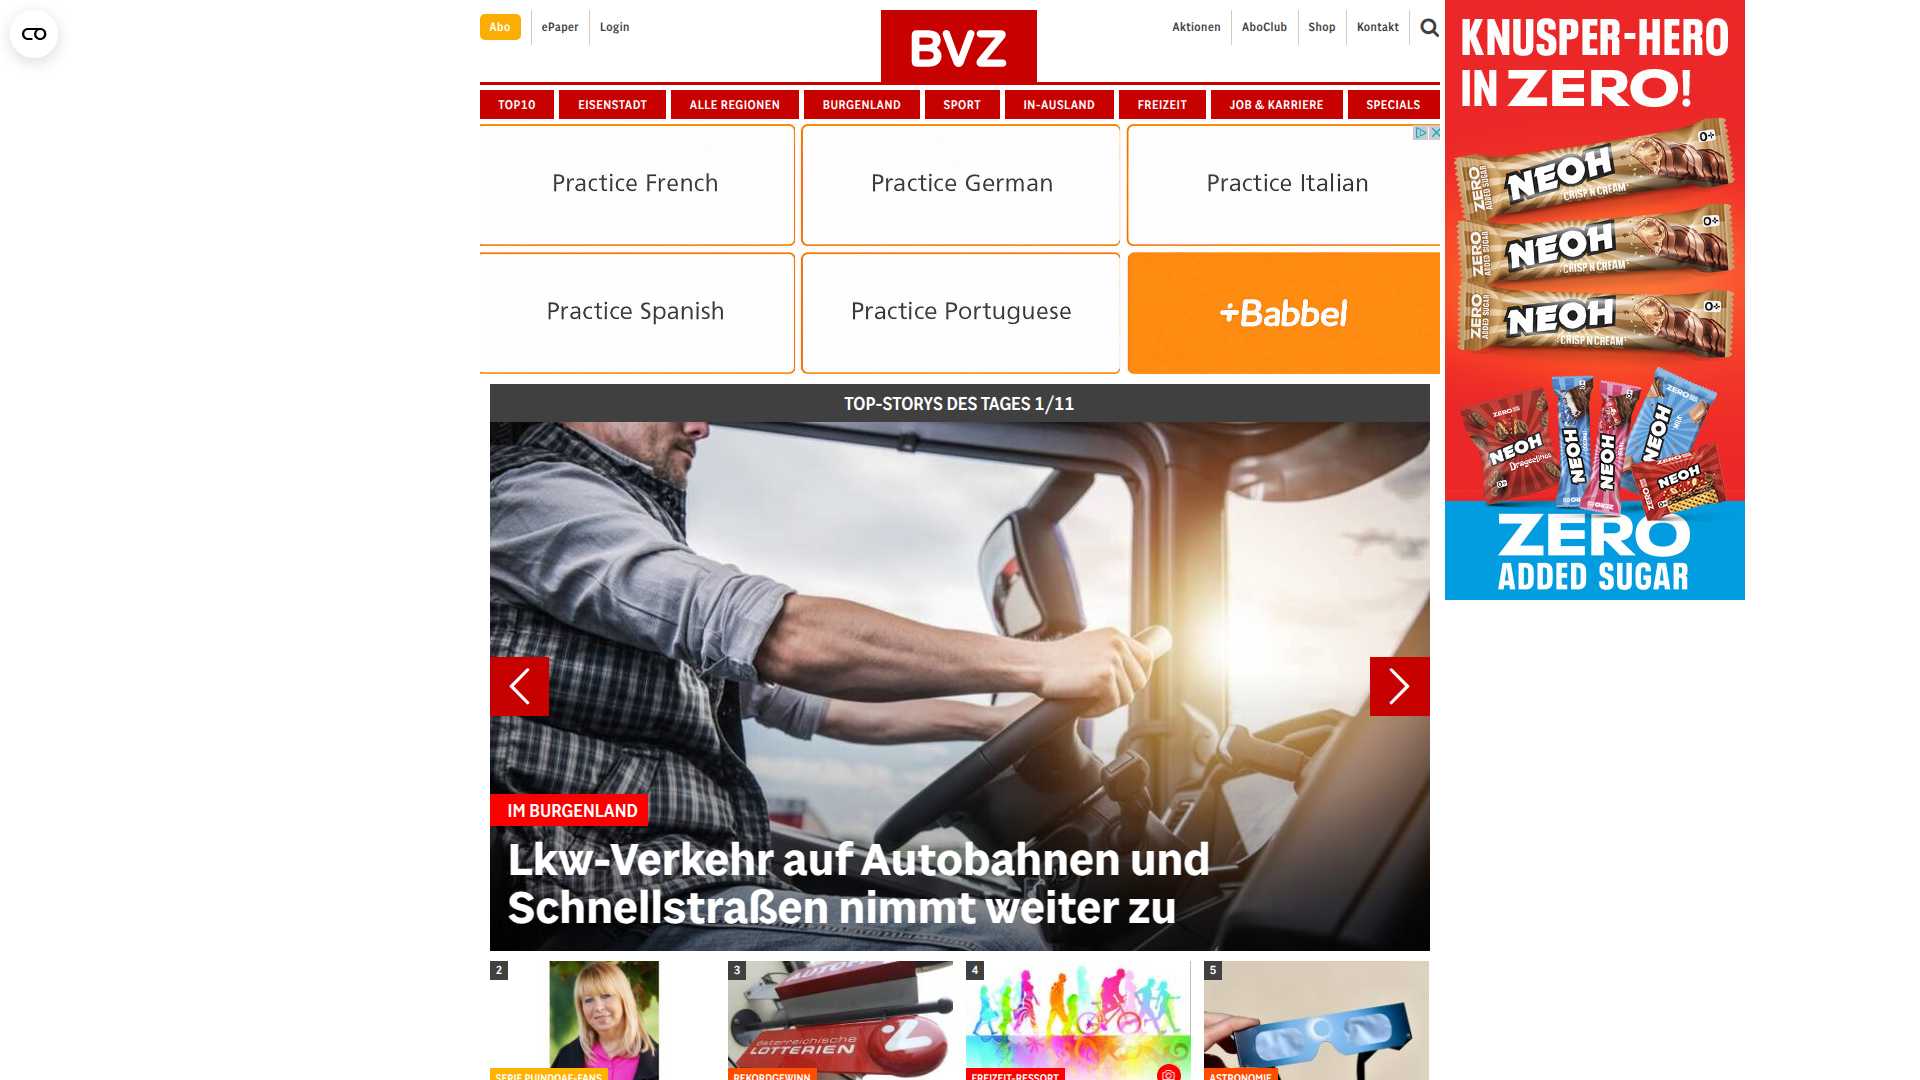 Abo
ePaper
Login
BVZ
Aktionen
AboClub
Shop
Kontakt
TOP10
EISENSTADT
ALLE REGIONEN
BURGENLAND
SPORT
IN-AUSLAND
FREIZEIT
JOB & KARRIERE
SPECIALS
Practice French
Practice German
Practice Italian
Practice Spanish
Practice Portuguese
+Babbel
KNUSPER-HERO
IN ZERO!
ZERO
ADDED SUGAR
NEOH
CRISP N CREAM
0+
ZERO
ADDED SUGAR
NEOH
CRISP N CREAM
0+
ZERO
ADDED SUGAR
NEOH
CRISP N CREAM
0+
ZERO
NEOH
NEOH
NEOH
ZERO
NEOH
ZERO
NEOH
ZERO
ADDED SUGAR
TOP-STORYS DES TAGES 1/11
IM BURGENLAND
Lkw-Verkehr auf Autobahnen und
Schnellstraßen nimmt weiter zu
2
3
österreichische
LOTTERIEN
REKORDGEWINN
4
FREIZEIT-RESSORT
5
ASTRONOMIE